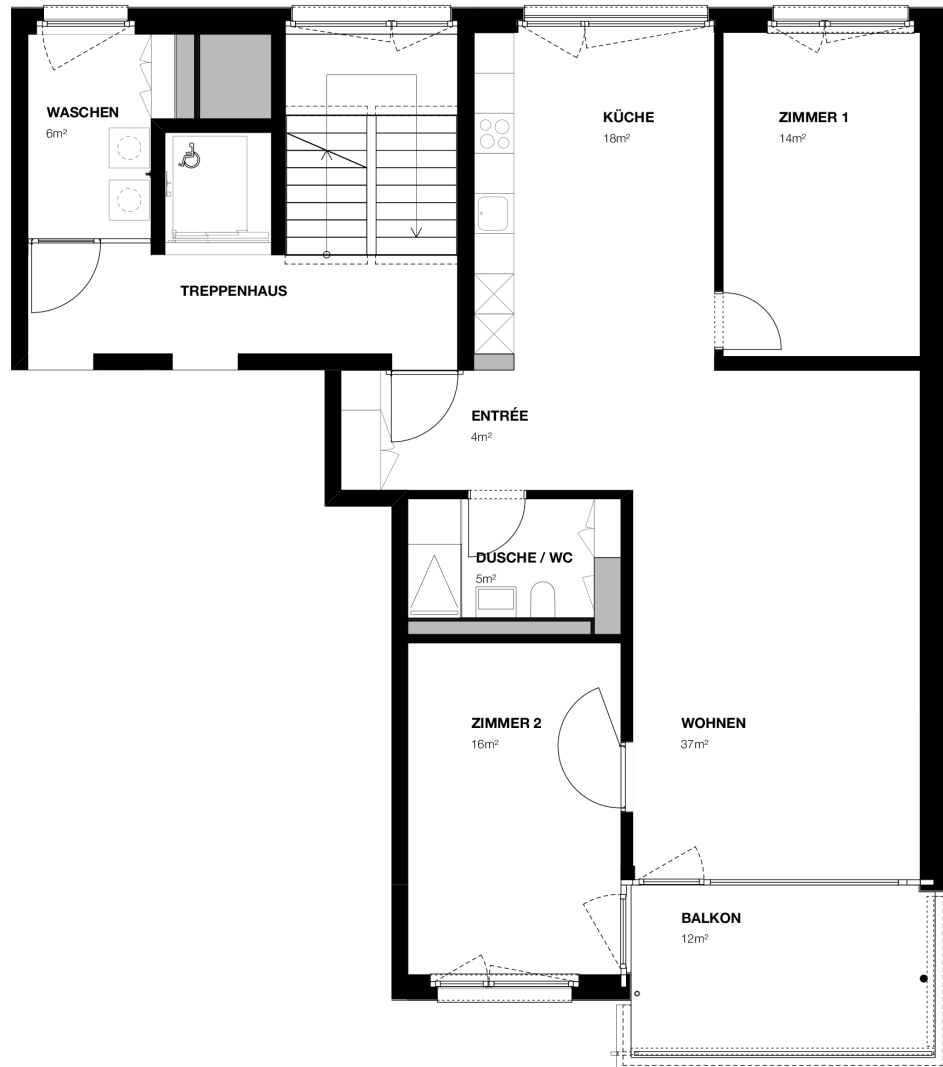 WASCHEN
6m²
KÜCHE
18m²
ZIMMER 1
14m²
TREPPENHAUS
ENTRÉE
4m²
DUSCHE / WC
5m²
ZIMMER 2
16m²
WOHNEN
37m²
BALKON
12m²